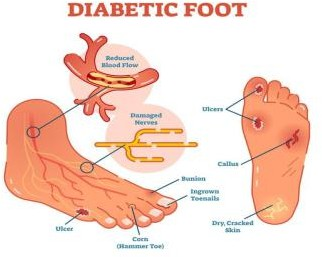 DIABETIC FOOT
Reduced
Blood Flow
Damaged
Nerves
Ulcers
Callus
Bunion
Ingrown
Toenails
Ulcer
Corn
(Hammer Toe)
Dry, Cracked
Skin